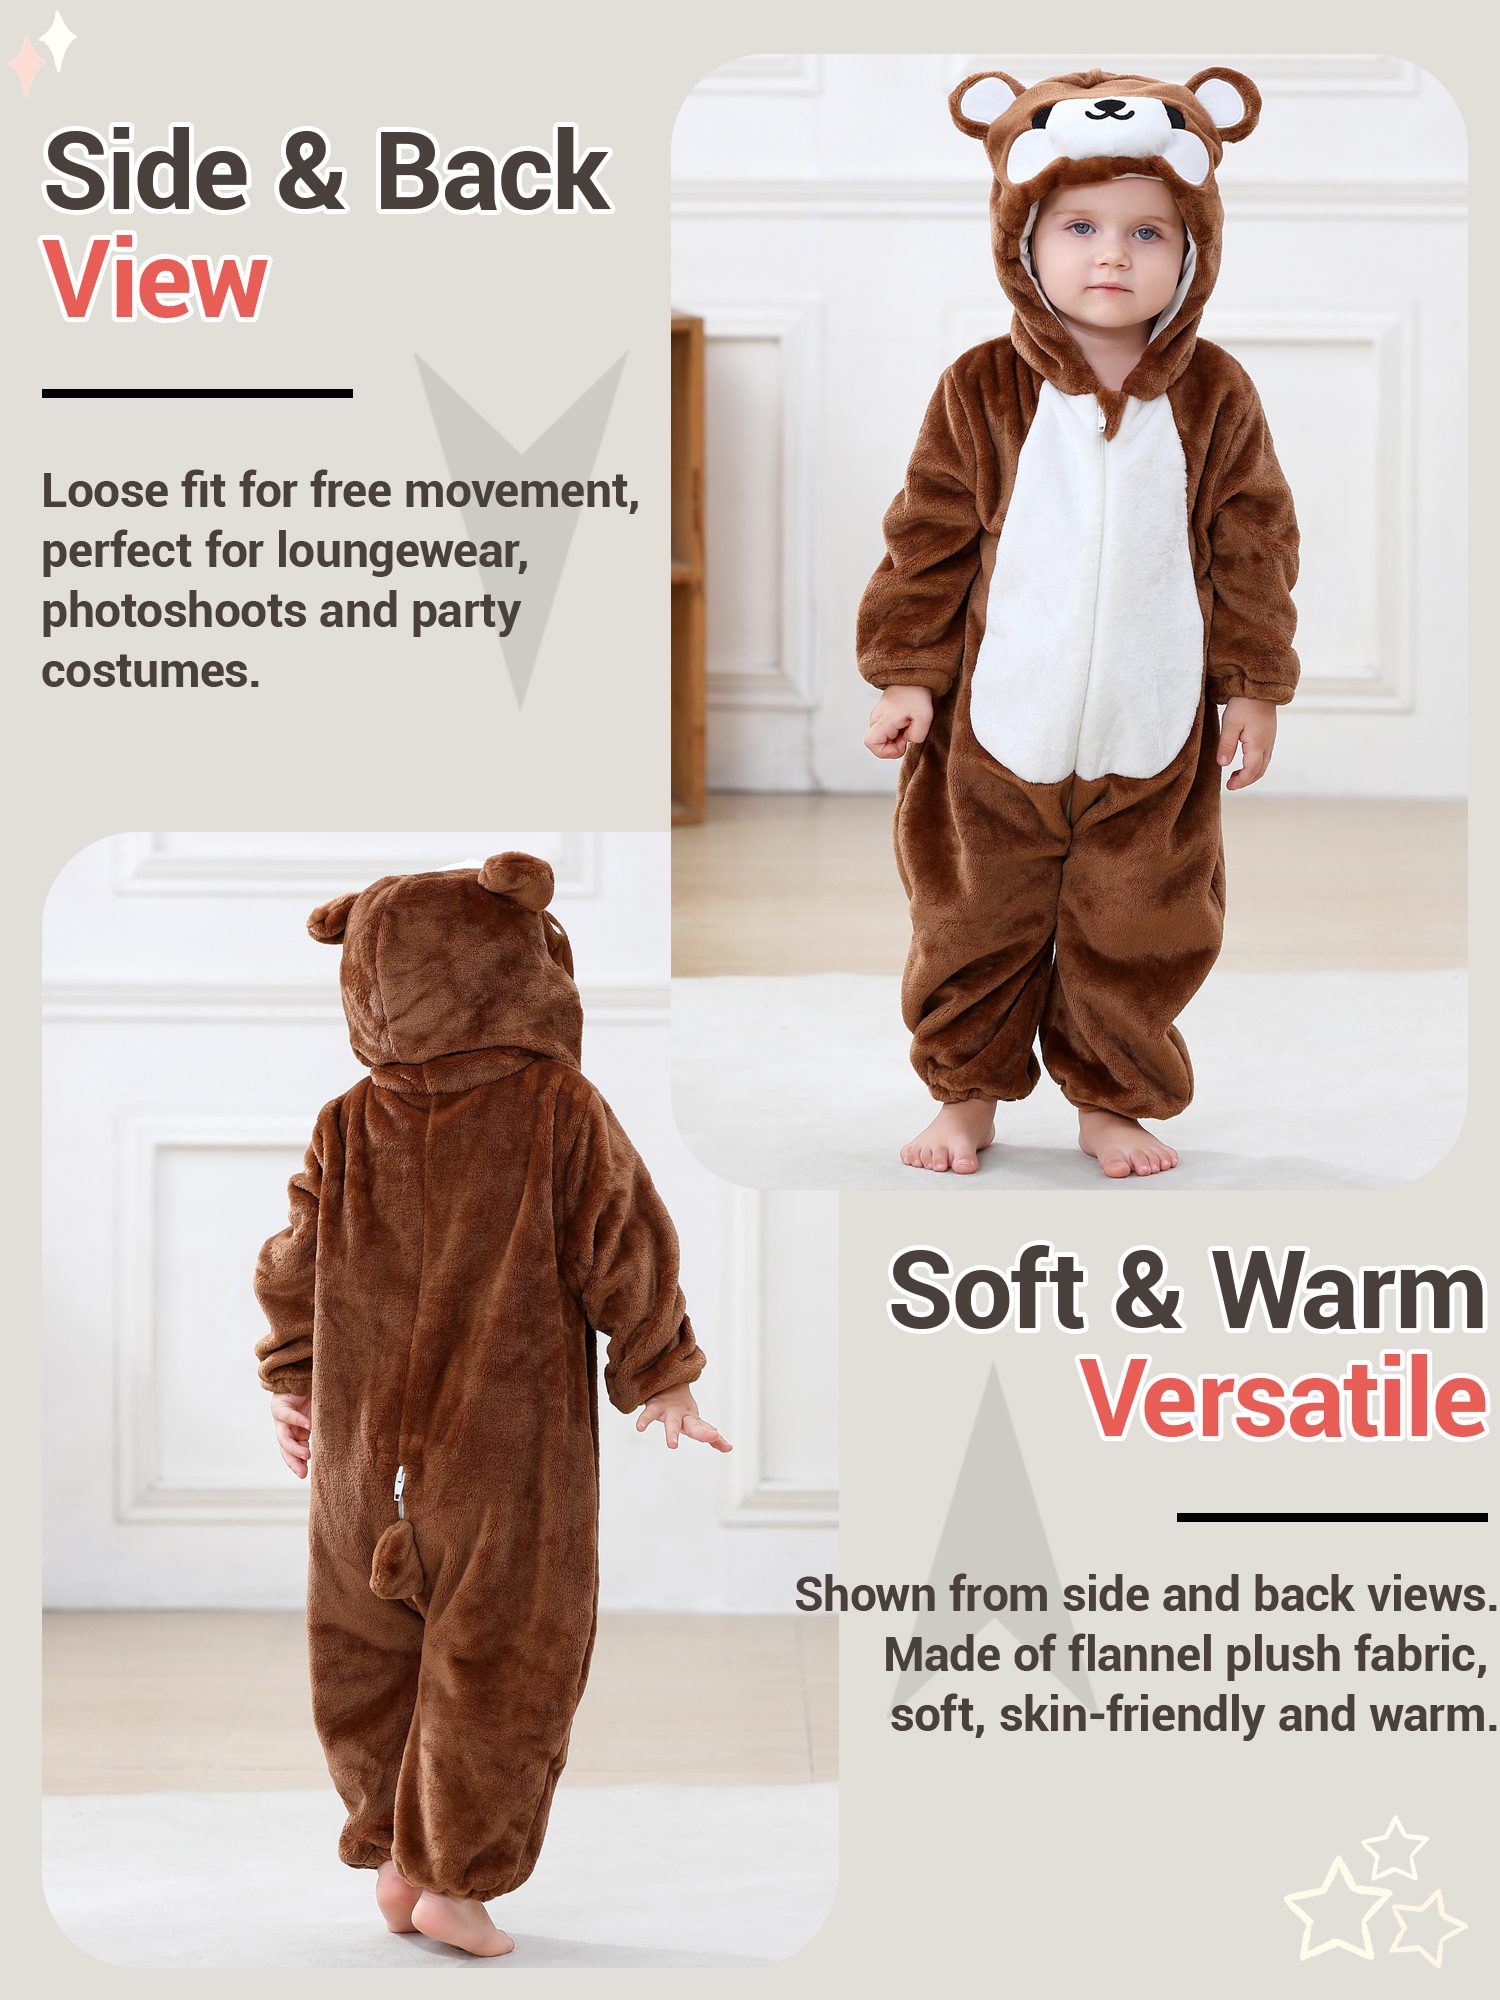 Side & Back
View
Loose fit for free movement,
perfect for loungewear,
photoshoots and party
costumes.
Soft & Warm
Versatile
Shown from side and back views.
Made of flannel plush fabric,
soft, skin-friendly and warm.